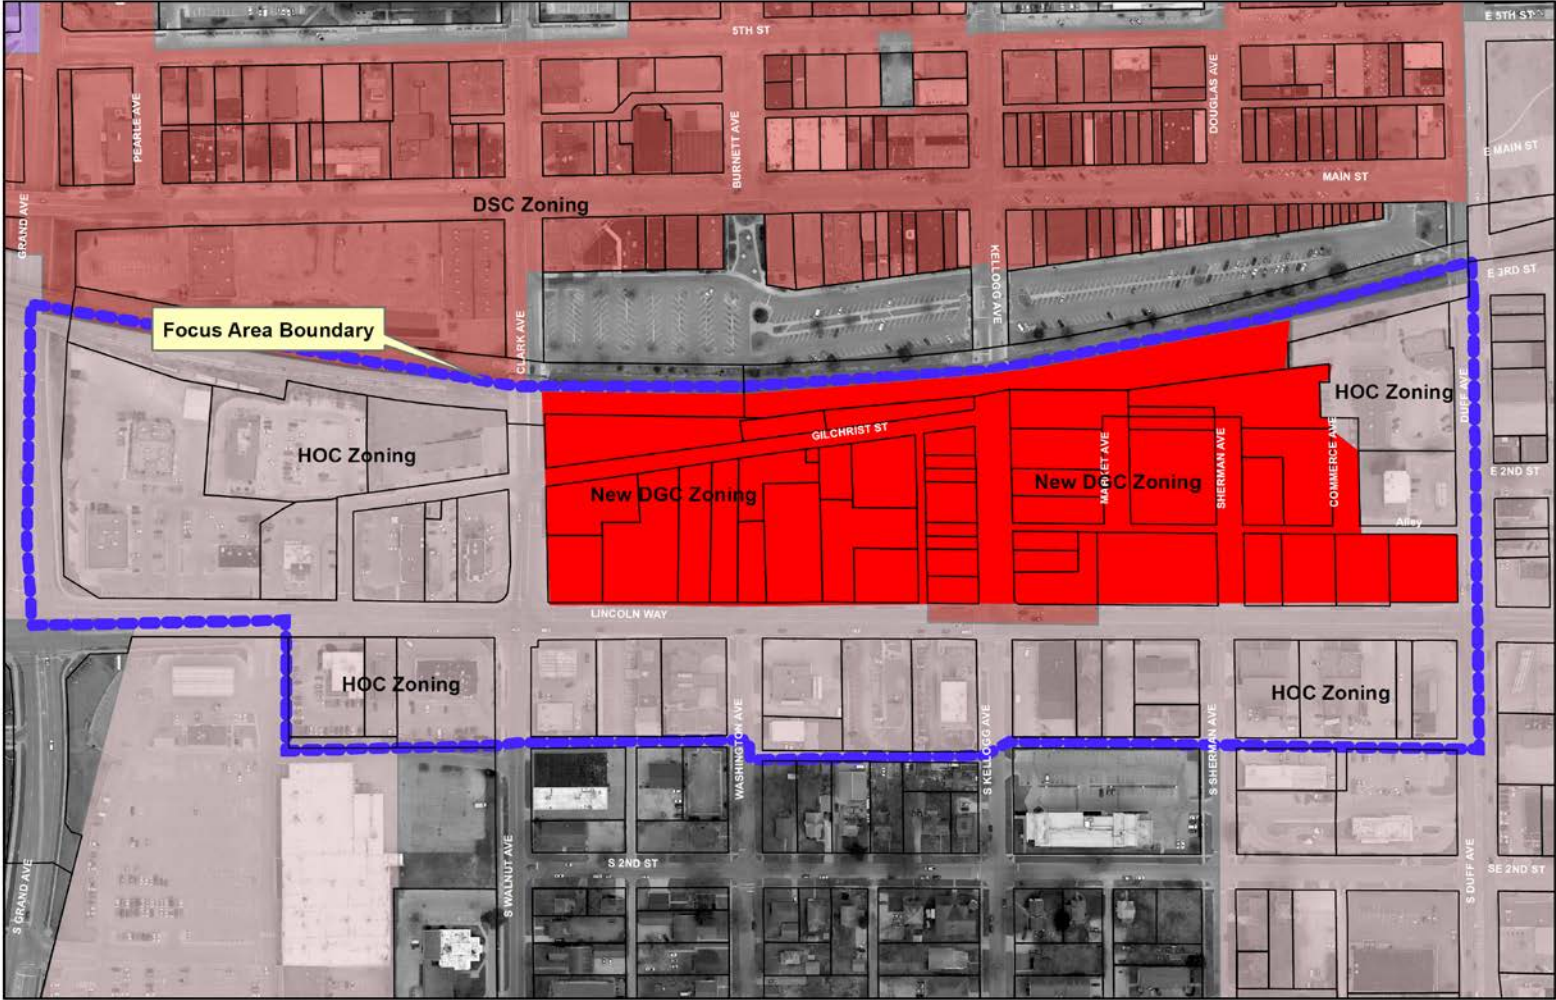 5TH ST
E 5TH ST
PEARLE AVE
DOUGLAS AVE
BURNETT AVE
E MAIN ST
MAIN ST
DSC Zoning
GRAND AVE
KELLOGG AVE
E 3RD ST
Focus Area Boundary
CLARK AVE
HOC Zoning
DUFF AVE
GILCHRIST ST
HOC Zoning
MARKET AVE
SHERMAN AVE
COMMERCE AVE
E 2ND ST
New DGC Zoning
New DGC Zoning
Alley
LINCOLN WAY
HOC Zoning
HOC Zoning
WASHINGTON AVE
S KELLOGG AVE
S SHERMAN AVE
S 2ND ST
SE 2ND ST
S WALNUT AVE
S GRAND AVE
S DUFF AVE